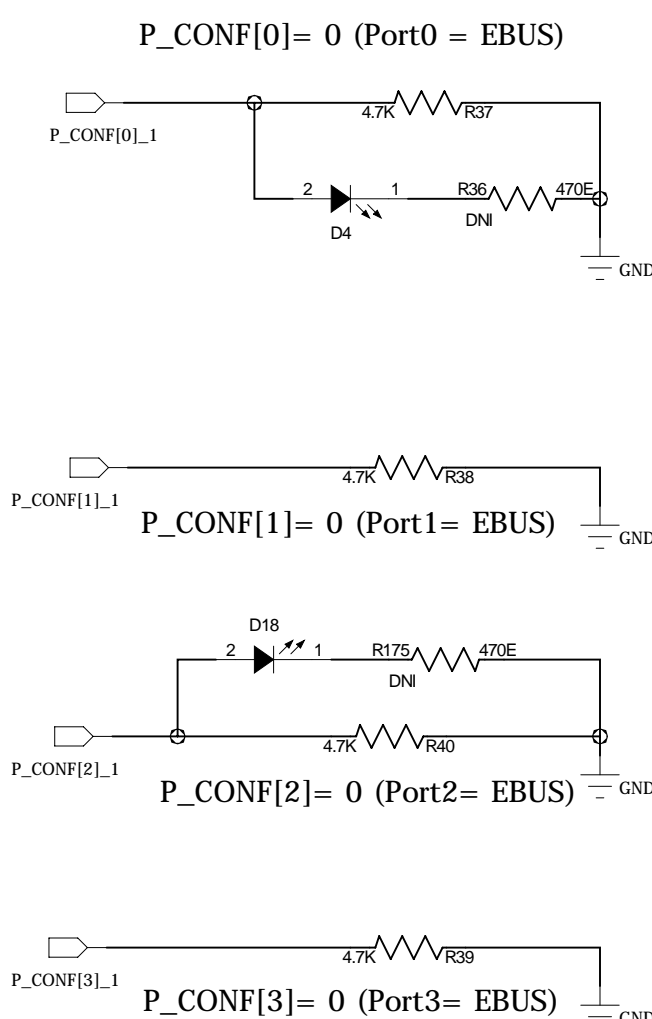 P_CONF[0]= 0 (Port0 = EBUS)
4.7K R37
P_CONF[0]_1
2 1 R36 470E
D4 DNI
GND
4.7K R38
P_CONF[1]_1
P_CONF[1]= 0 (Port1= EBUS)
GND
D18
2 1 R175 470E
DNI
4.7K R40
P_CONF[2]_1
P_CONF[2]= 0 (Port2= EBUS)
GND
4.7K R39
P_CONF[3]_1
P_CONF[3]= 0 (Port3= EBUS)
GND